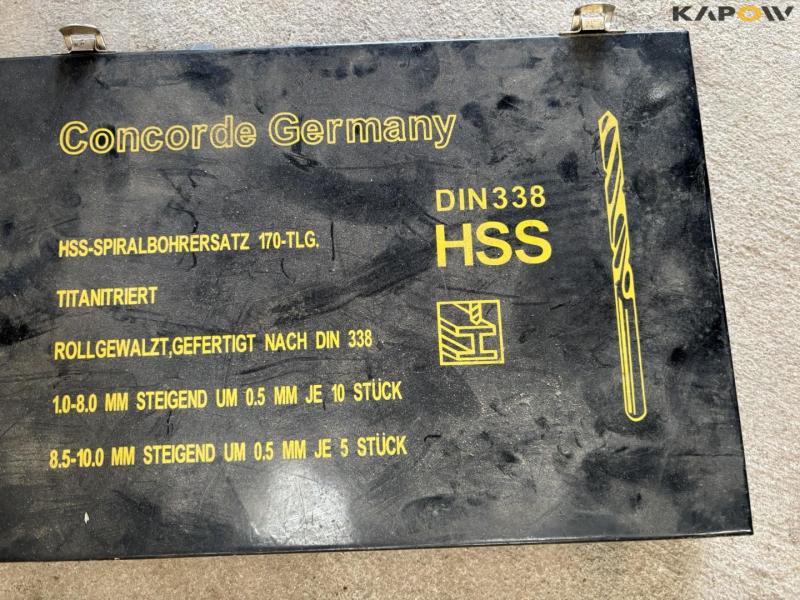 KAPOW
Concorde Germany
DIN338
HSS
HSS-SPIRALBOHRERSATZ 170-TLG.
TITANITRIERT
ROLLGEWALZT,GEFERTIGT NACH DIN 338
1.0-8.0 MM STEIGEND UM 0.5 MM JE 10 STÜCK
8.5-10.0 MM STEIGEND UM 0.5 MM JE 5 STÜCK